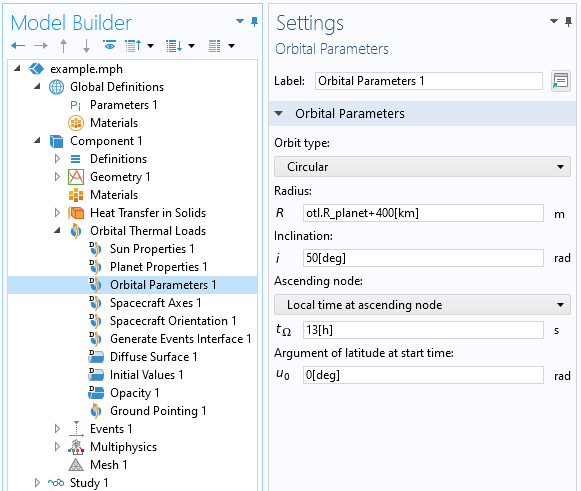 Model Builder
example.mph
Global Definitions
Pi Parameters 1
Materials
Component 1
Definitions
Geometry 1
Materials
Heat Transfer in Solids
Orbital Thermal Loads
D Sun Properties 1
D Planet Properties 1
D Orbital Parameters 1
D Spacecraft Axes 1
D Spacecraft Orientation 1
D Generate Events Interface 1
D Diffuse Surface 1
D Initial Values 1
D Opacity 1
Ground Pointing 1
Events 1
Multiphysics
Mesh 1
Study 1
Settings
Orbital Parameters
Label: Orbital Parameters 1
Orbital Parameters
Orbit type:
Circular
Radius:
R otl.R_planet+400[km] m
Inclination:
i 50[deg] rad
Ascending node:
Local time at ascending node
tΩ 13[h] s
Argument of latitude at start time:
u0 0[deg] rad